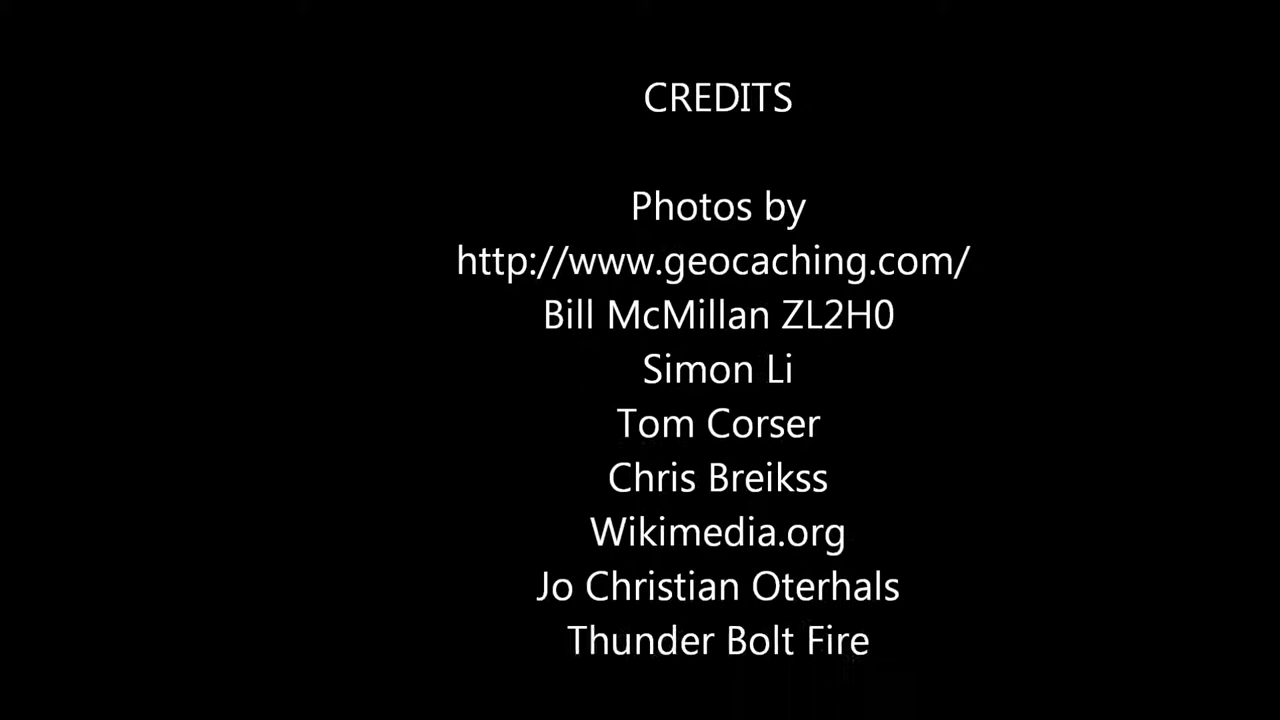 CREDITS
Photos by
http://www.geocaching.com/
Bill McMillan ZL2H0
Simon Li
Tom Corser
Chris Breikss
Wikimedia.org
Jo Christian Oterhals
Thunder Bolt Fire